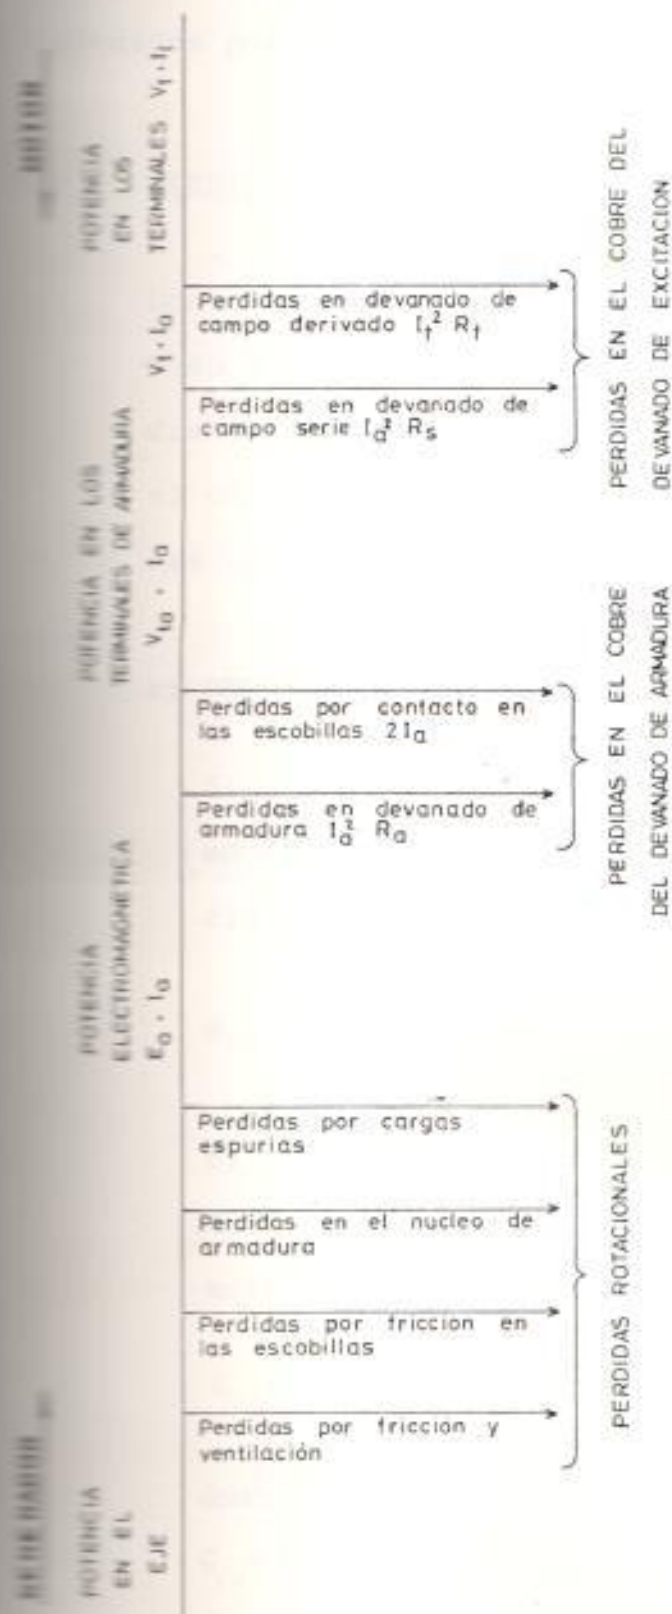 POTENCIA
EN EL
EJE
POTENCIA
ELECTROMAGNETICA
Ea . Ia
POTENCIA EN LOS
TERMINALES DE ARMADURA
Vta . Ia
Vt . Ia
POTENCIA
EN LOS
TERMINALES Vt . It
Perdidas en devanado de
campo derivado If² Rf
Perdidas en devanado de
campo serie Ia² Rs
Perdidas por contacto en
las escobillas 2Ia
Perdidas en devanado de
armadura Ia² Ra
Perdidas por cargas
espurias
Perdidas en el nucleo de
armadura
Perdidas por friccion en
las escobillas
Perdidas por friccion y
ventilación
PERDIDAS EN EL COBRE DEL
DEVANADO DE EXCITACION
PERDIDAS EN EL COBRE
DEL DEVANADO DE ARMADURA
PERDIDAS ROTACIONALES